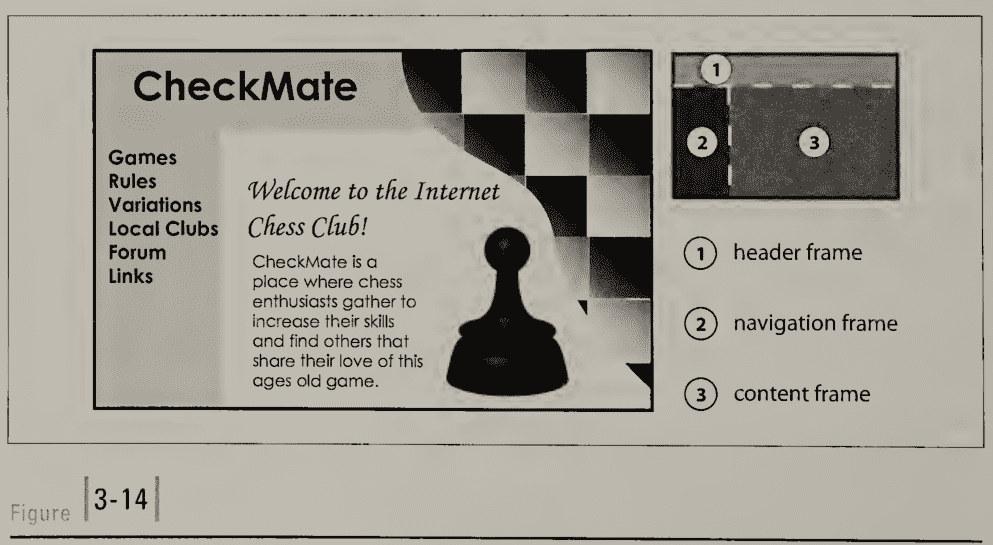 CheckMate
Games
Rules
Variations
Local Clubs
Forum
Links
Welcome to the Internet
Chess Club!
CheckMate is a
place where chess
enthusiasts gather to
increase their skills
and find others that
share their love of this
ages old game.
1
2
3
1 header frame
2 navigation frame
3 content frame
Figure 3-14